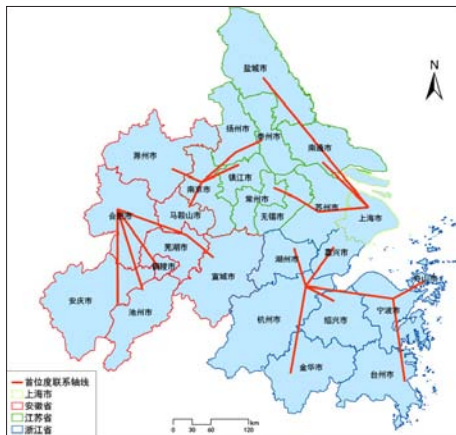 盐城市
N
扬州市
泰州市
滁州市
南通市
南京市
镇江市
常州市
合肥市
马鞍山市
无锡市
苏州市
上海市
芜湖市
铜陵市
宣城市
湖州市
嘉兴市
舟山市
安庆市
池州市
杭州市
绍兴市
宁波市
金华市
台州市
首位度联系轴线
上海市
安徽省
江苏省
浙江省
0 30 60 120
km